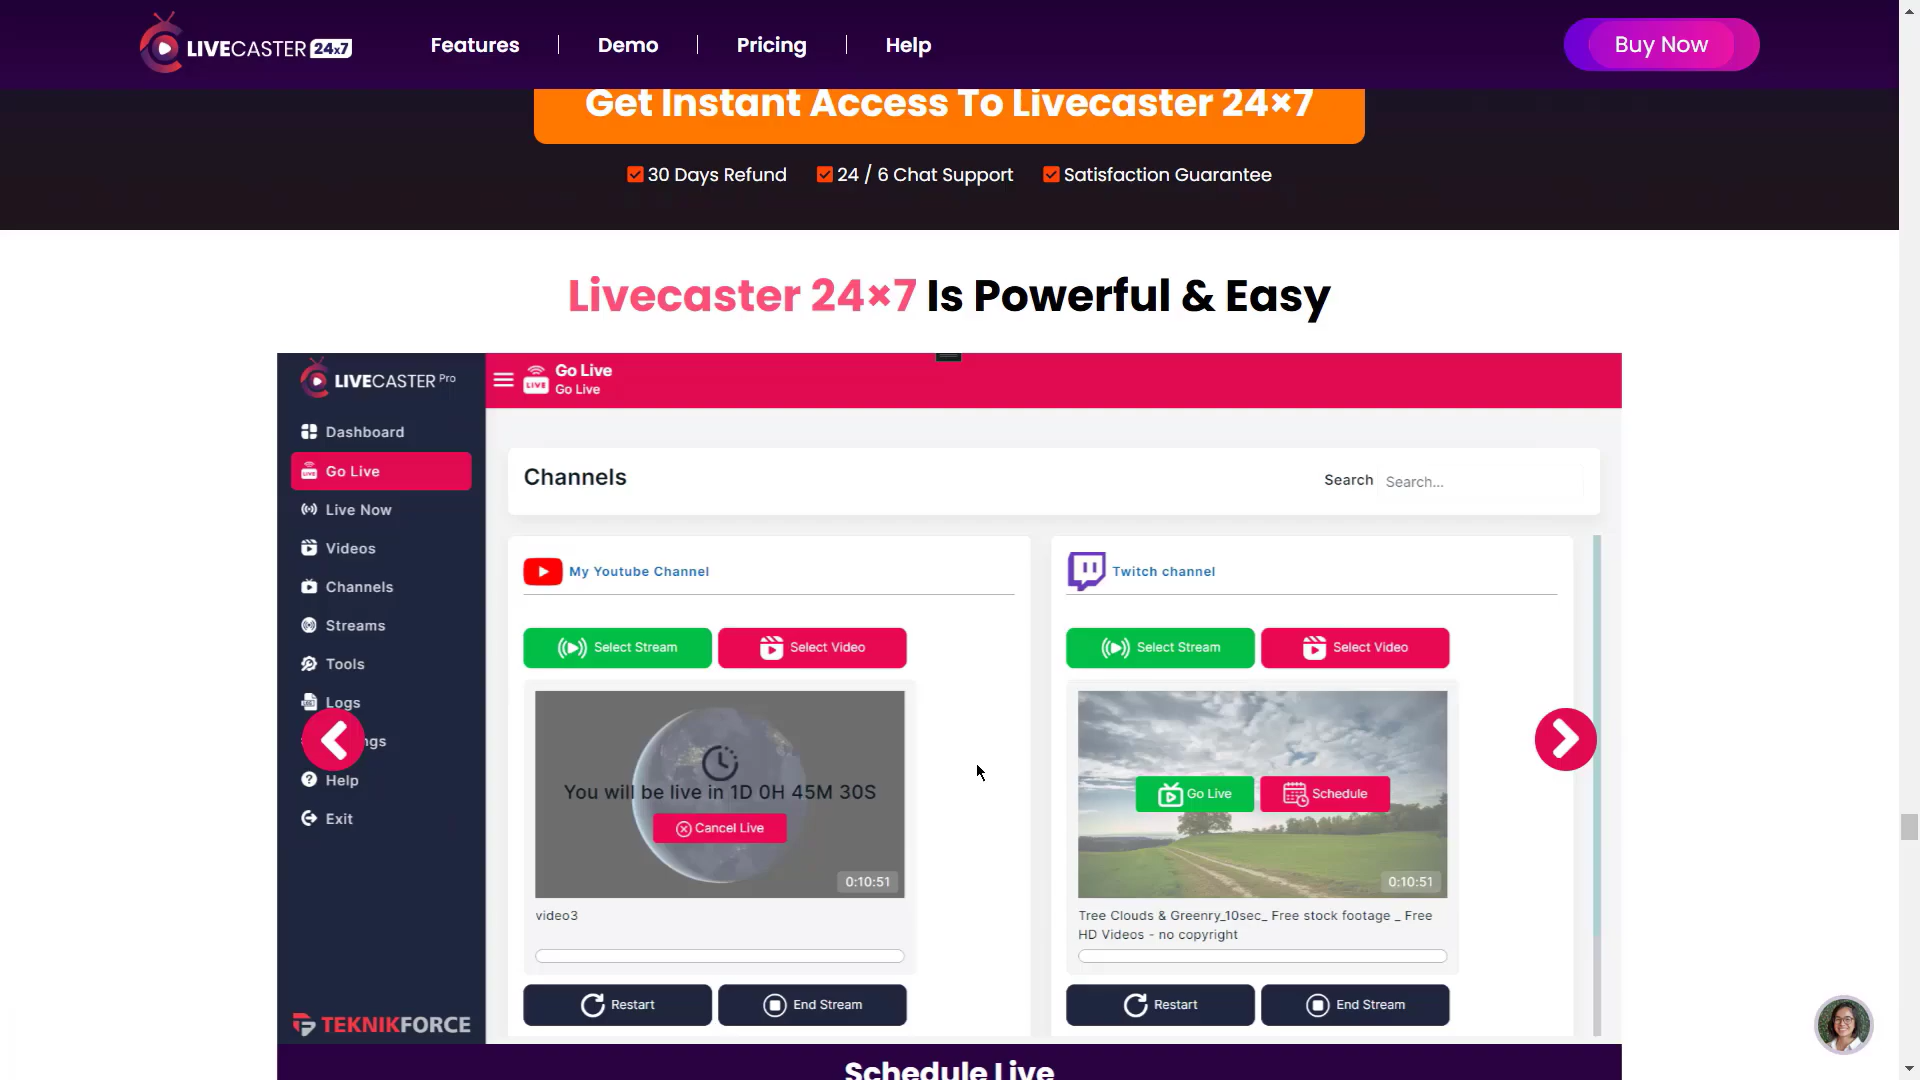 LIVECASTER 24x7
Features
Demo
Pricing
Help
Buy Now
Get Instant Access To Livecaster 24×7
30 Days Refund
24 / 6 Chat Support
Satisfaction Guarantee
Livecaster 24×7 Is Powerful & Easy
LIVECASTER Pro
LIVE
Go Live
Go Live
Dashboard
Go Live
Live Now
Videos
Channels
Streams
Tools
Logs
ngs
Help
Exit
TEKNIKFORCE
Channels
Search
Search...
My Youtube Channel
Select Stream
Select Video
You will be live in 1D 0H 45M 30S
Cancel Live
0:10:51
video3
Restart
End Stream
Twitch channel
Select Stream
Select Video
Go Live
Schedule
0:10:51
Tree Clouds & Greenry_10sec_ Free stock footage _ Free
HD Videos - no copyright
Restart
End Stream
Schedule Live